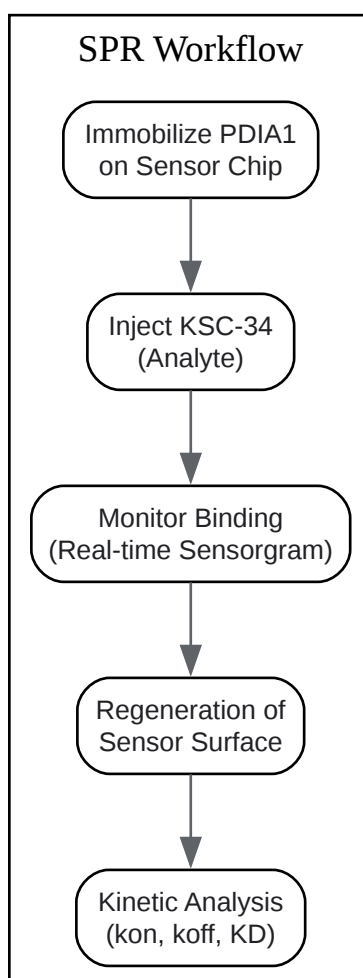 SPR Workflow
Immobilize PDIA1
on Sensor Chip
Inject KSC-34
(Analyte)
Monitor Binding
(Real-time Sensorgram)
Regeneration of
Sensor Surface
Kinetic Analysis
(kon, koff, KD)